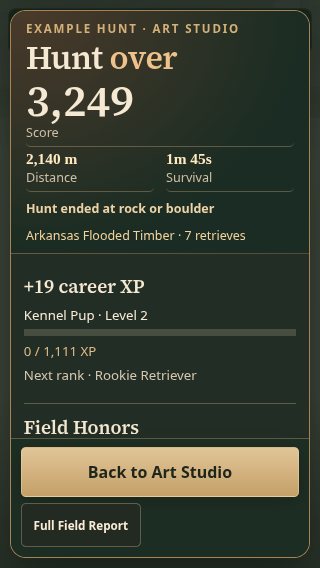 EXAMPLE HUNT · ART STUDIO
Hunt over
3,249
Score
2,140 m
Distance
1m 45s
Survival
Hunt ended at rock or boulder
Arkansas Flooded Timber · 7 retrieves
+19 career XP
Kennel Pup · Level 2
0 / 1,111 XP
Next rank · Rookie Retriever
Field Honors
Back to Art Studio
Full Field Report